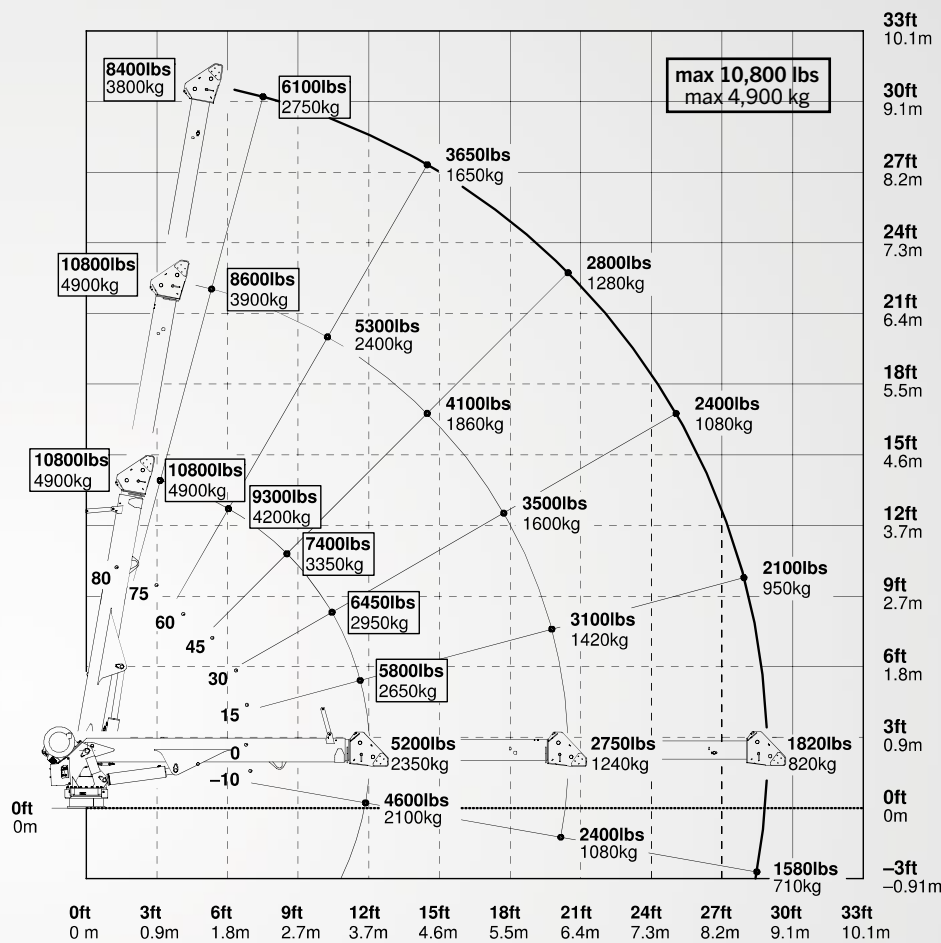 33ft
10.1m
8400lbs
3800kg
6100lbs
2750kg
max 10,800 lbs
max 4,900 kg
30ft
9.1m
3650lbs
1650kg
27ft
8.2m
24ft
7.3m
10800lbs
4900kg
8600lbs
3900kg
2800lbs
1280kg
21ft
6.4m
5300lbs
2400kg
18ft
5.5m
4100lbs
1860kg
2400lbs
1080kg
15ft
4.6m
10800lbs
4900kg
10800lbs
4900kg
9300lbs
4200kg
3500lbs
1600kg
12ft
3.7m
7400lbs
3350kg
80
75
2100lbs
950kg
9ft
2.7m
60
6450lbs
2950kg
3100lbs
1420kg
45
30
5800lbs
2650kg
6ft
1.8m
15
0
5200lbs
2350kg
2750lbs
1240kg
1820lbs
820kg
3ft
0.9m
–10
0ft
0m
4600lbs
2100kg
0ft
0m
2400lbs
1080kg
1580lbs
710kg
–3ft
–0.91m
0ft 3ft 6ft 9ft 12ft 15ft 18ft 21ft 24ft 27ft 30ft 33ft
0 m 0.9m 1.8m 2.7m 3.7m 4.6m 5.5m 6.4m 7.3m 8.2m 9.1m 10.1m